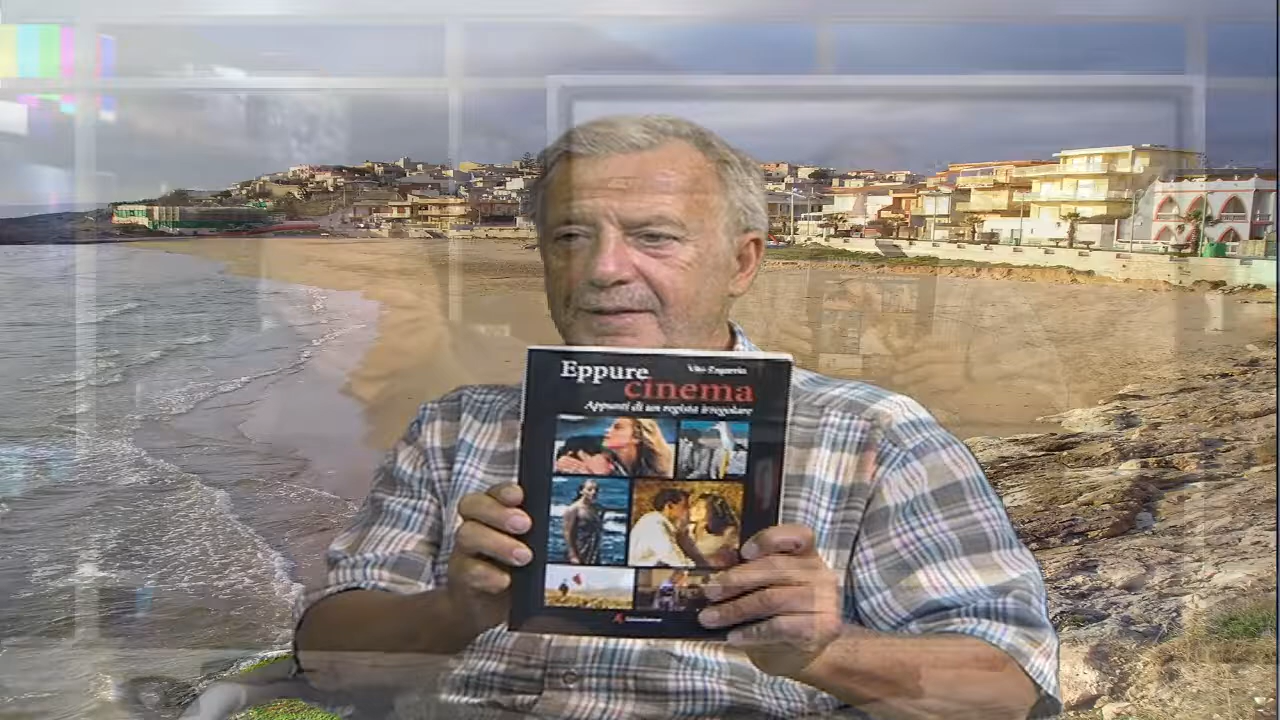 Eppure
Vito Zagarrio
cinema
Appunti di un regista irregolare